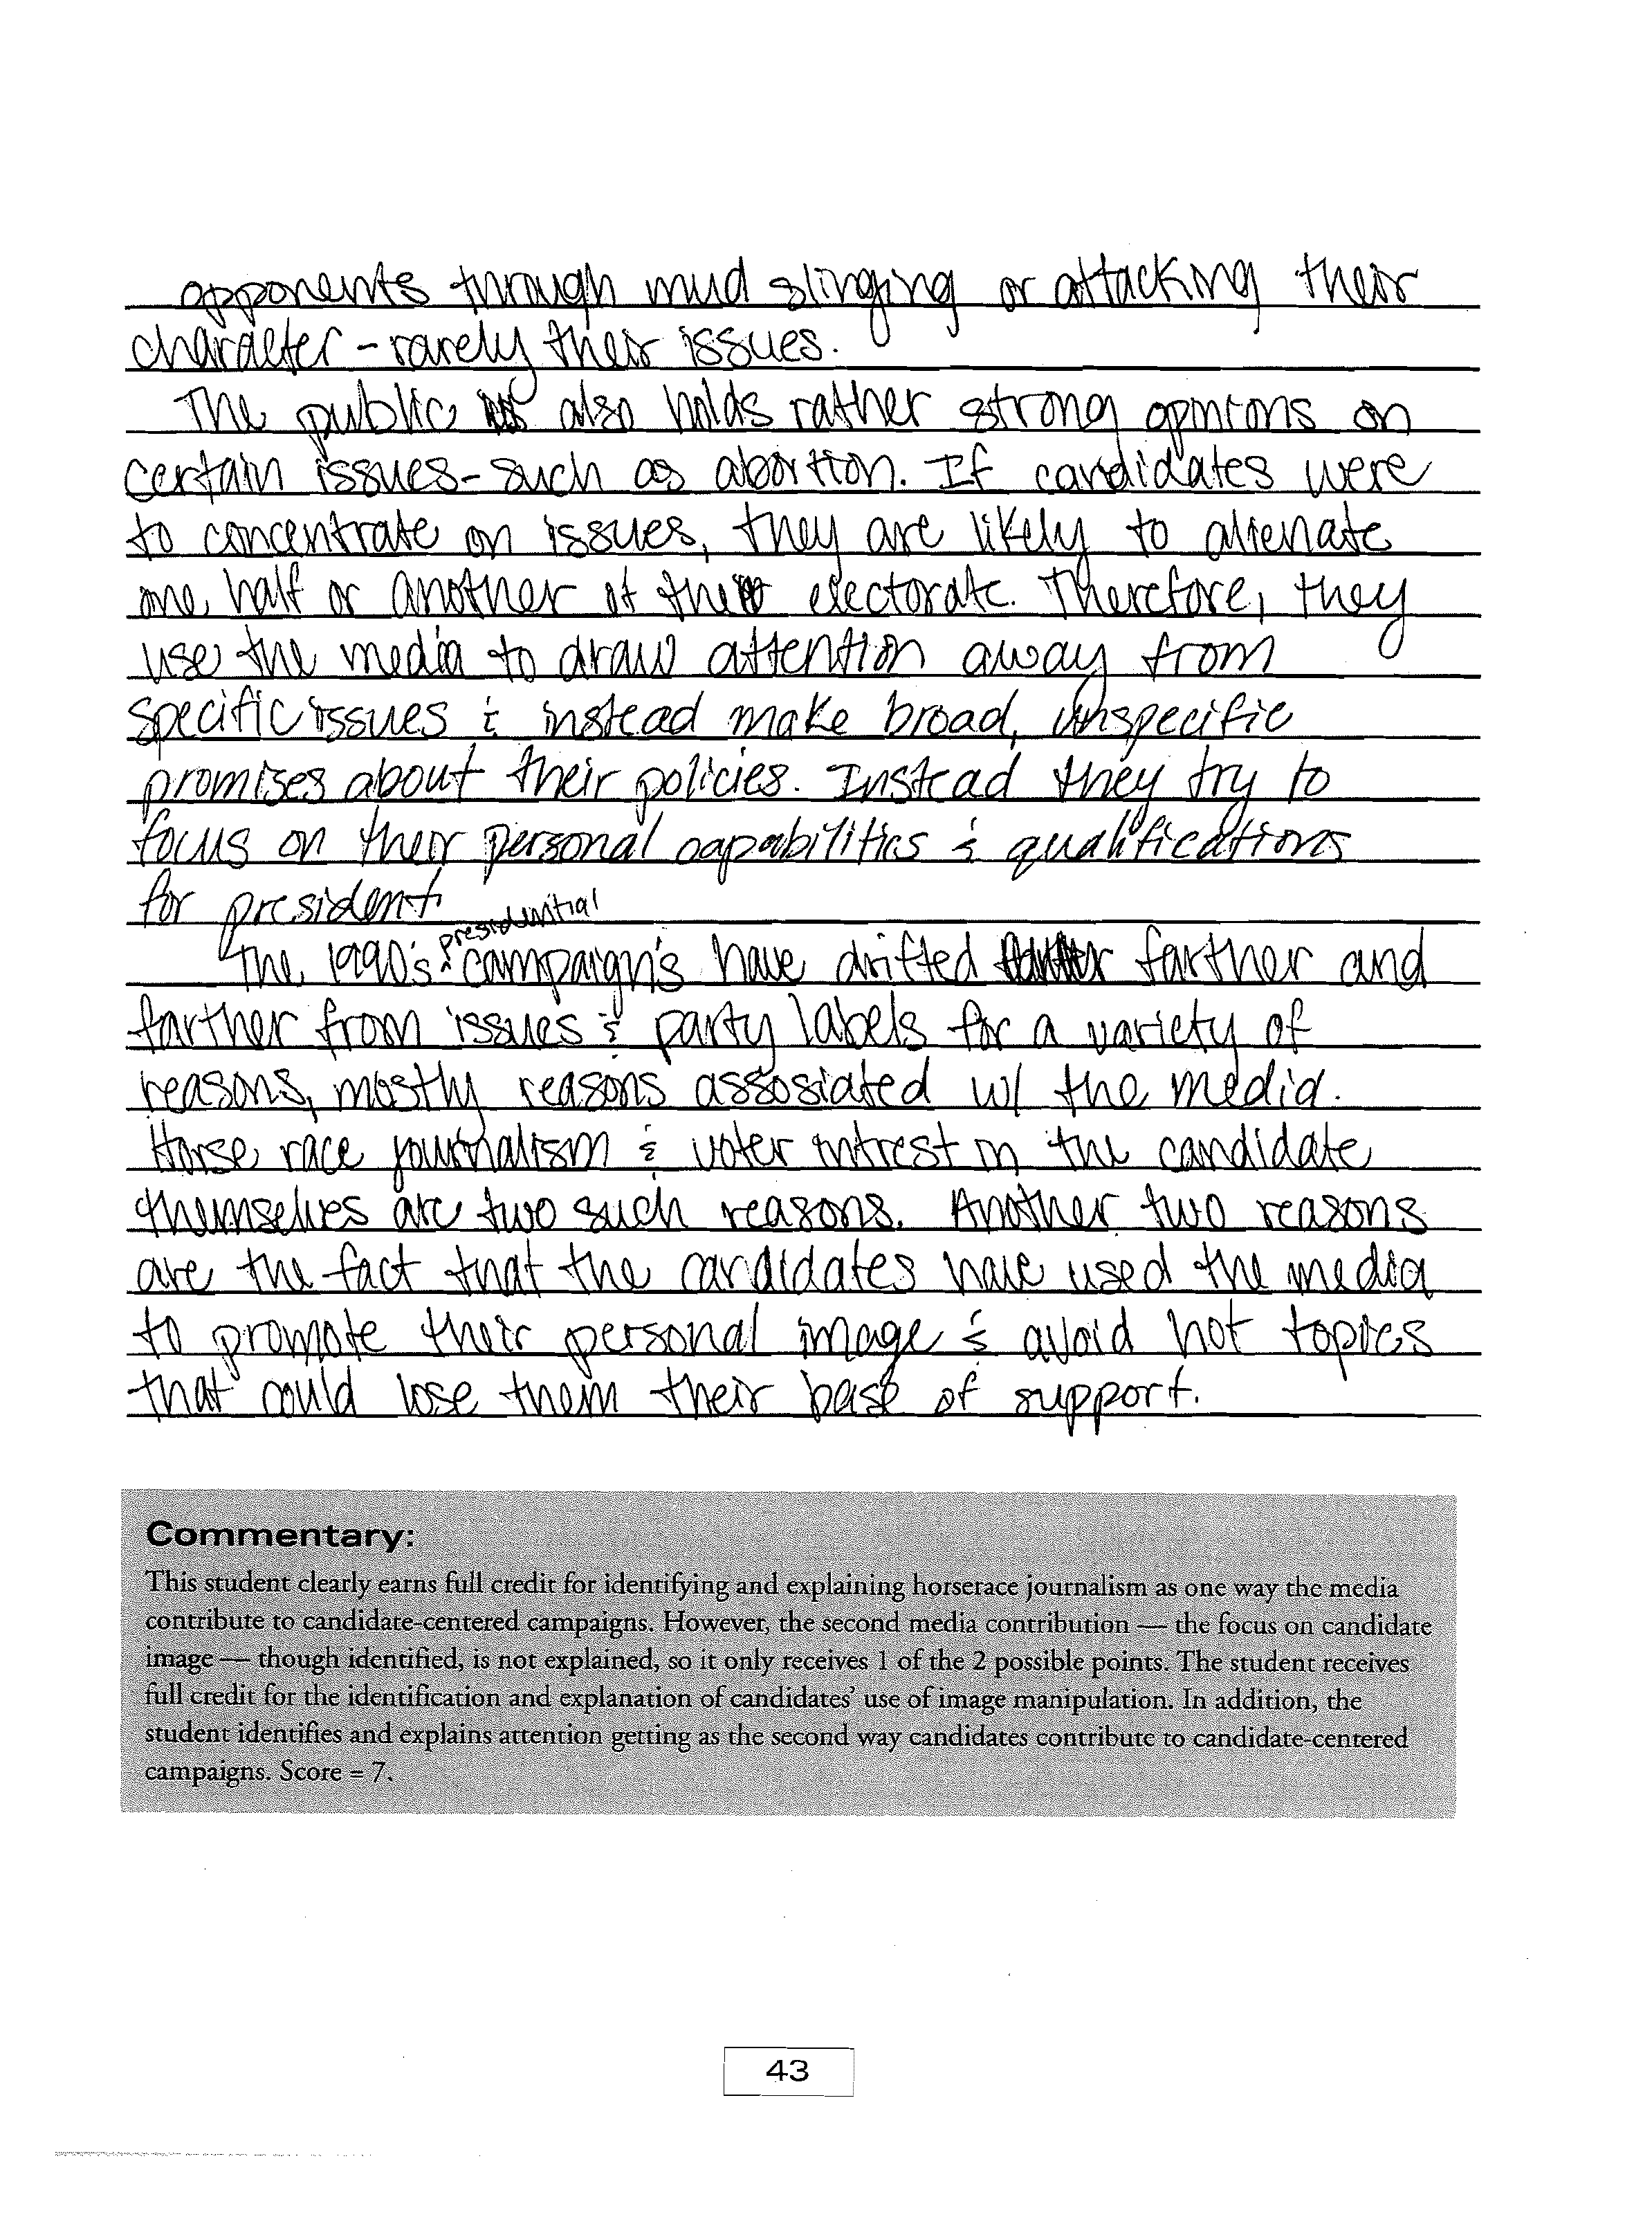 opponents through mud slinging or attacking their
character - rarely their issues.
The public also holds rather strong opinions on
certain issues - such as abortion. If candidates were
to concentrate on issues, they are likely to alienate
one half or another of the electorate. Therefore, they
use the media to draw attention away from
specific issues & instead make broad, unspecific
promises about their policies. Instead they try to
focus on their personal capabilities & qualifications
for president.
presidential
The 1990's campaign's have drifted farther and
farther from issues & party labels for a variety of
reasons, mostly reasons assosiated w/ the media.
Horse race journalism & voter intrest in the candidate
themselves are two such reasons. Another two reasons
are the fact that the candidates have used the media
to promote their personal image & avoid hot topics
that could lose them their base of support.
Commentary:
This student clearly earns full credit for identifying and explaining horserace journalism as one way the media
contribute to candidate-centered campaigns. However, the second media contribution — the focus on candidate
image — though identified, is not explained, so it only receives 1 of the 2 possible points. The student receives
full credit for the identification and explanation of candidates' use of image manipulation. In addition, the
student identifies and explains attention getting as the second way candidates contribute to candidate-centered
campaigns. Score = 7.
43